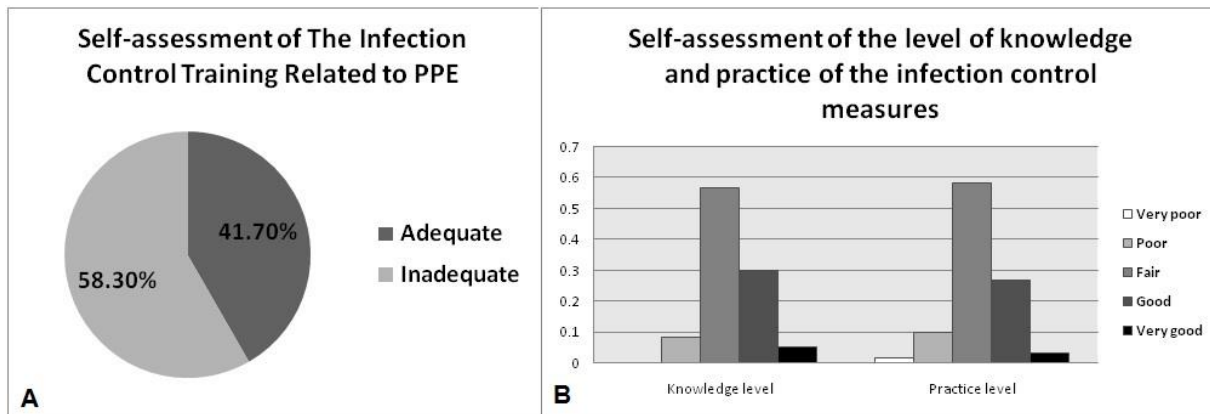 Self-assessment of The Infection
Control Training Related to PPE
41.70%
58.30%
Adequate
Inadequate
A
Self-assessment of the level of knowledge
and practice of the infection control
measures
0.7
0.6
0.5
0.4
0.3
0.2
0.1
0
Knowledge level
Practice level
Very poor
Poor
Fair
Good
Very good
B